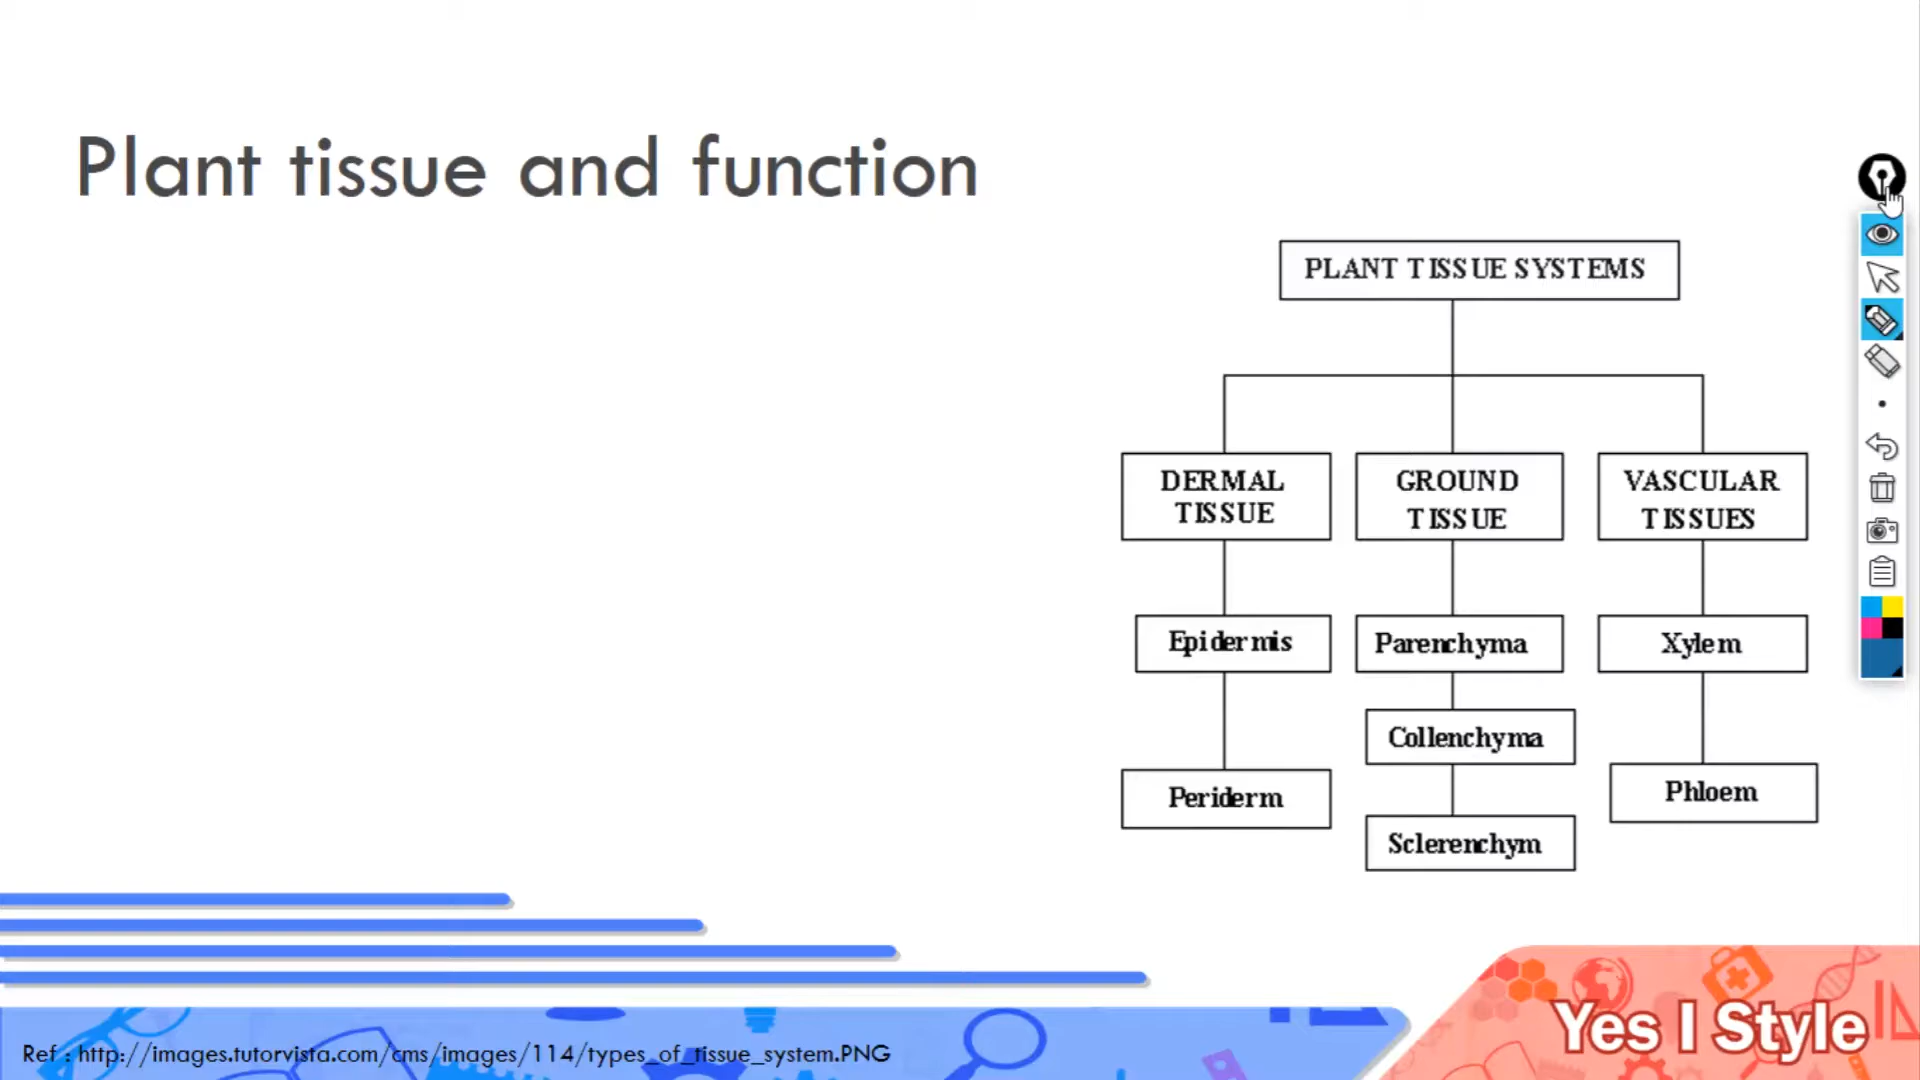 Plant tissue and function
PLANT TISSUE SYSTEMS
DERMAL
TISSUE
GROUND
TISSUE
VASCULAR
TISSUES
Epidermis
Parenchyma
Xylem
Collenchyma
Periderm
Phloem
Sclerenchym
Yes I Style
Ref : http://images.tutorvista.com/cms/images/114/types_of_tissue_system.PNG